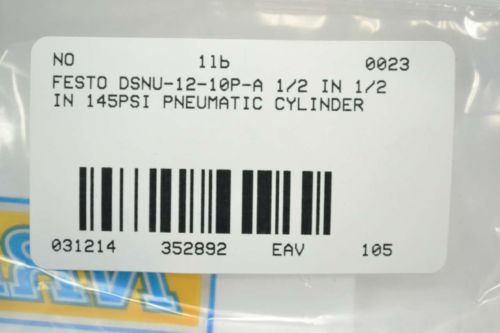 NO 1lb 0023
FESTO DSNU-12-10P-A 1/2 IN 1/2
IN 145PSI PNEUMATIC CYLINDER
031214 352892 EAV 105